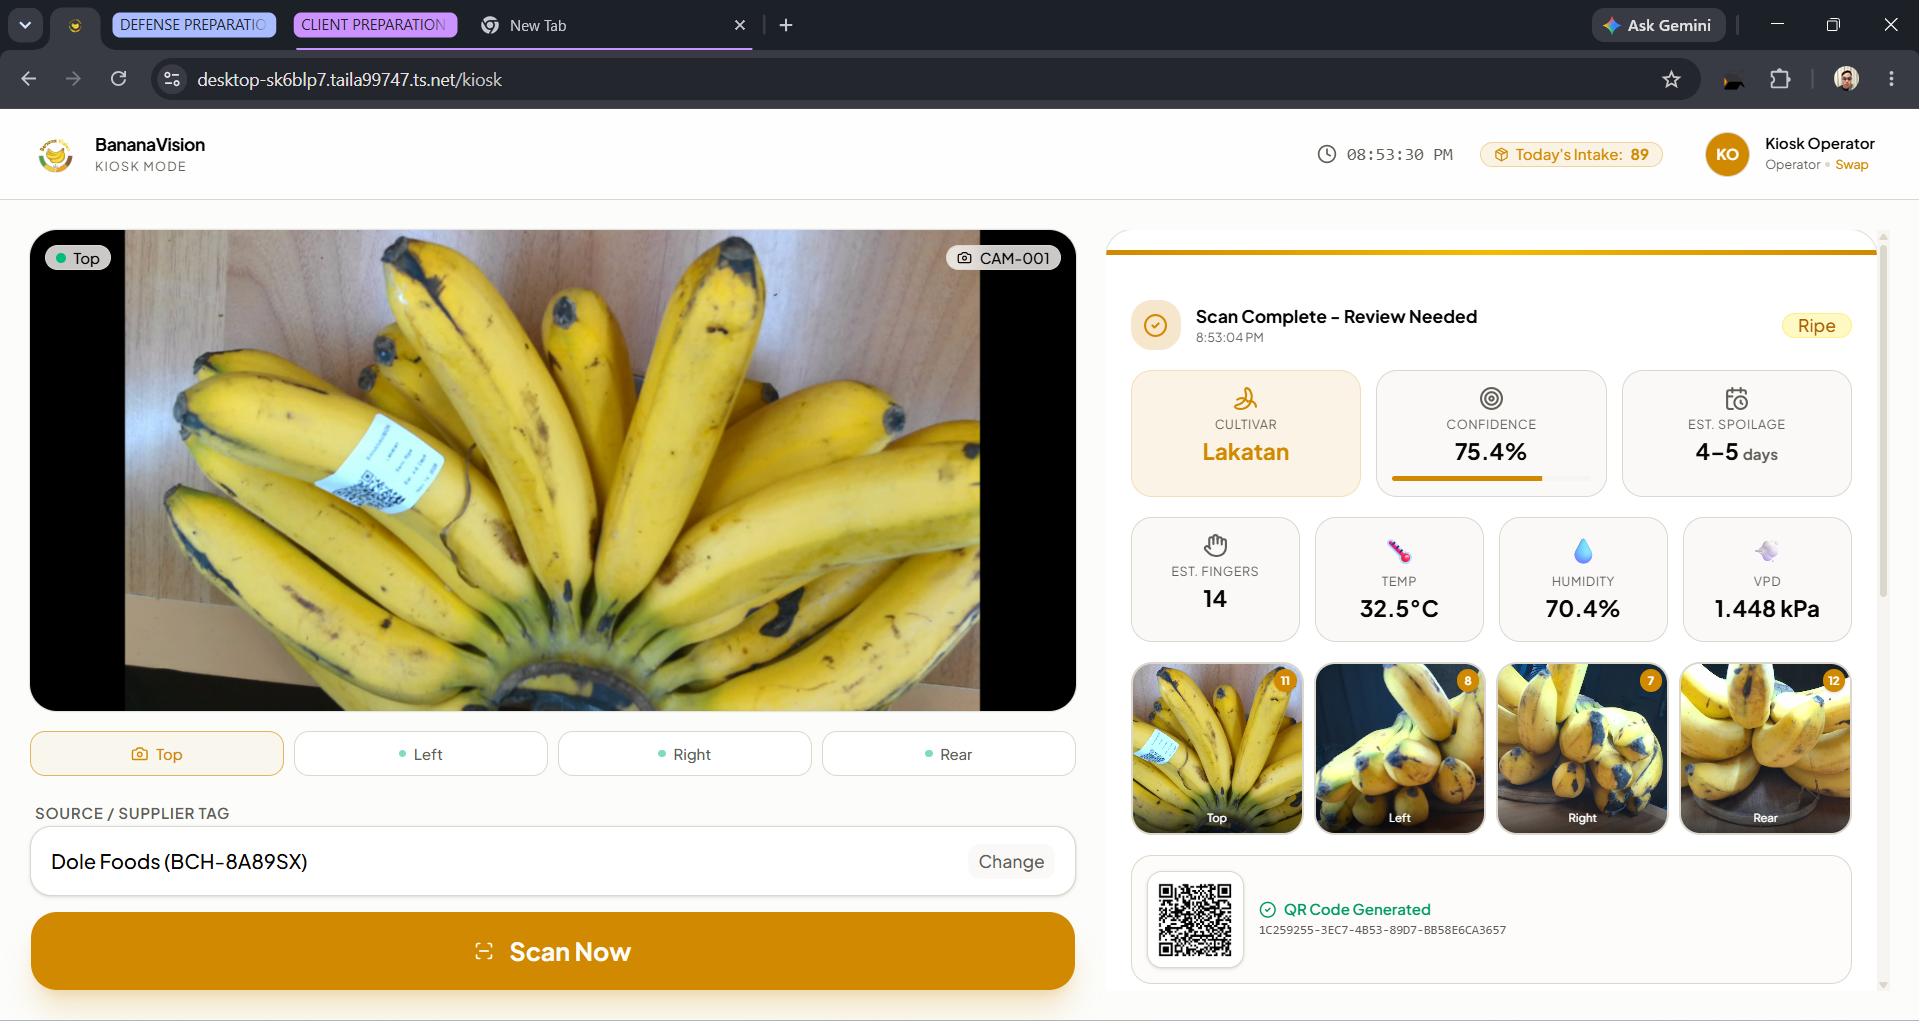 DEFENSE PREPARATIO
CLIENT PREPARATION
New Tab
Ask Gemini
desktop-sk6blp7.taila99747.ts.net/kiosk
BananaVision
KIOSK MODE
08:53:30 PM
Today's Intake: 89
KO
Kiosk Operator
Operator • Swap
Top
CAM-001
Top
Left
Right
Rear
SOURCE / SUPPLIER TAG
Dole Foods (BCH-8A89SX)
Change
Scan Now
Scan Complete - Review Needed
8:53:04 PM
Ripe
CULTIVAR
Lakatan
CONFIDENCE
75.4%
EST. SPOILAGE
4-5 days
EST. FINGERS
14
TEMP
32.5°C
HUMIDITY
70.4%
VPD
1.448 kPa
11
Top
8
Left
7
Right
12
Rear
QR Code Generated
1C259255-3EC7-4B53-89D7-BB58E6CA3657